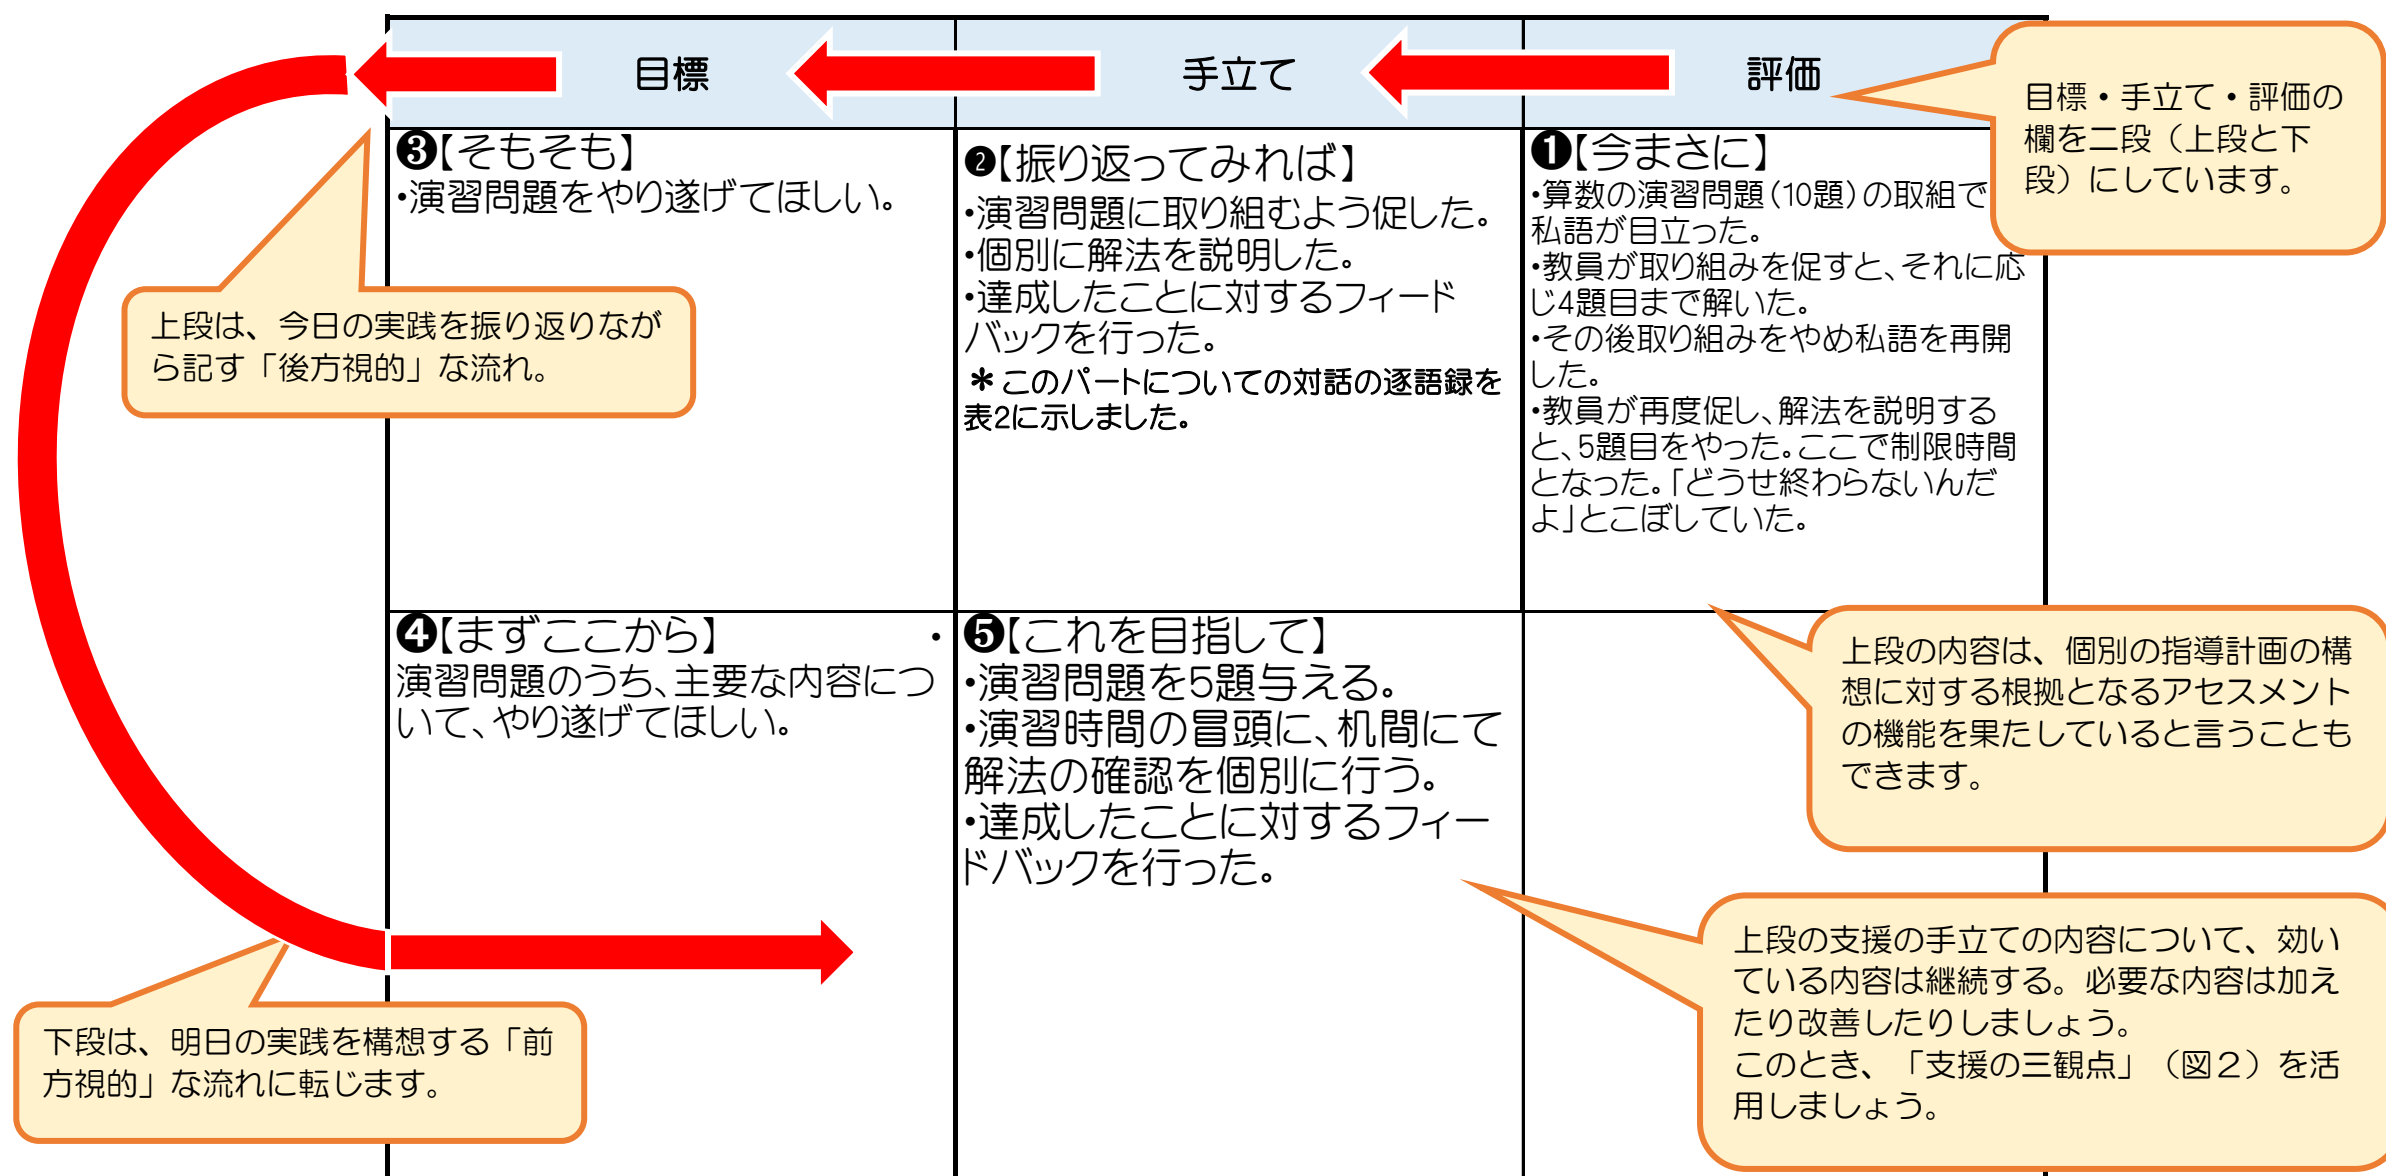 目標
手立て
評価
目標・手立て・評価の
欄を二段（上段と下
段）にしています。
❸【そもそも】
・演習問題をやり遂げてほしい。
❷【振り返ってみれば】
・演習問題に取り組むよう促した。
・個別に解法を説明した。
・達成したことに対するフィード
バックを行った。
＊このパートについての対話の逐語録を
表2に示しました。
❶【今まさに】
・算数の演習問題（10題）の取組で
私語が目立った。
・教員が取り組みを促すと、それに応
じ4題目まで解いた。
・その後取り組みをやめ私語を再開
した。
・教員が再度促し、解法を説明する
と、5題目をやった。ここで制限時間
となった。「どうせ終わらないんだ
よ」とこぼしていた。
上段は、今日の実践を振り返りなが
ら記す「後方視的」な流れ。
❹【まずここから】　・
演習問題のうち、主要な内容につ
いて、やり遂げてほしい。
❺【これを目指して】
・演習問題を5題与える。
・演習時間の冒頭に、机間にて
解法の確認を個別に行う。
・達成したことに対するフィー
ドバックを行った。
上段の内容は、個別の指導計画の構
想に対する根拠となるアセスメント
の機能を果たしていると言うことも
できます。
上段の支援の手立ての内容について、効い
ている内容は継続する。必要な内容は加え
たり改善したりしましょう。
このとき、「支援の三観点」（図２）を活
用しましょう。
下段は、明日の実践を構想する「前
方視的」な流れに転じます。